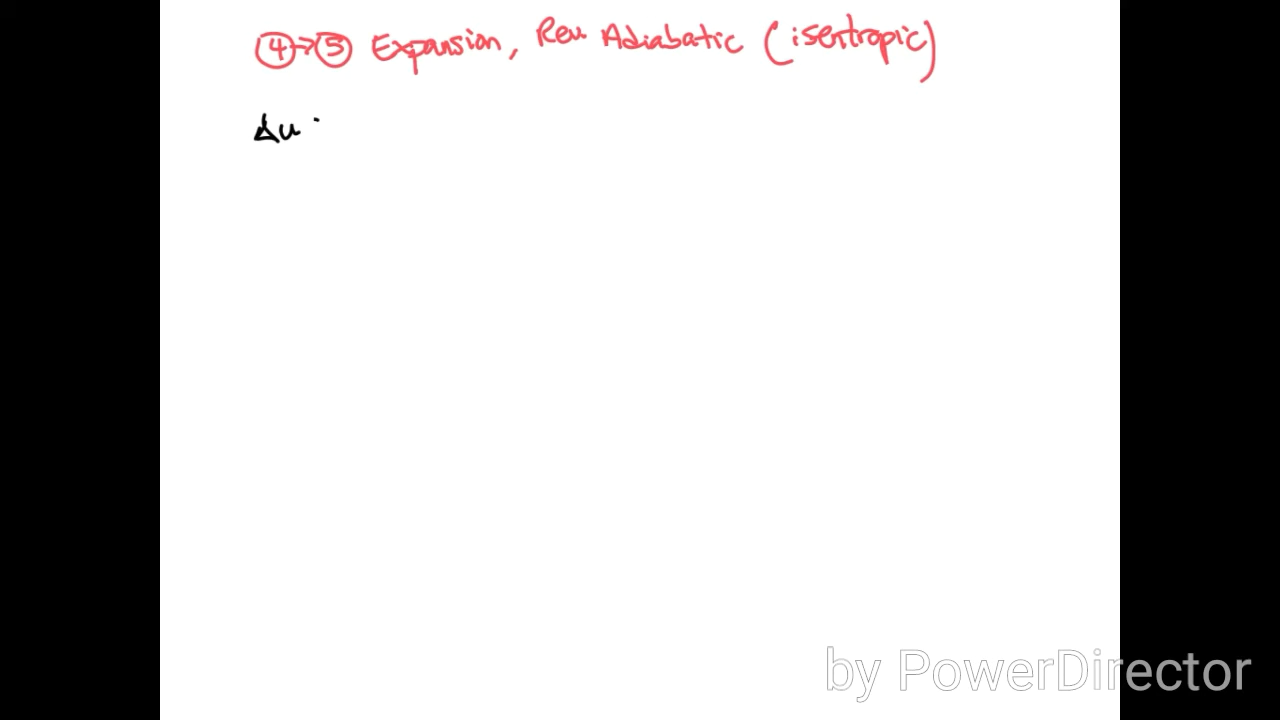 ④→⑤ Expansion, Rev Adiabatic (isentropic)
Δu
by PowerDirector